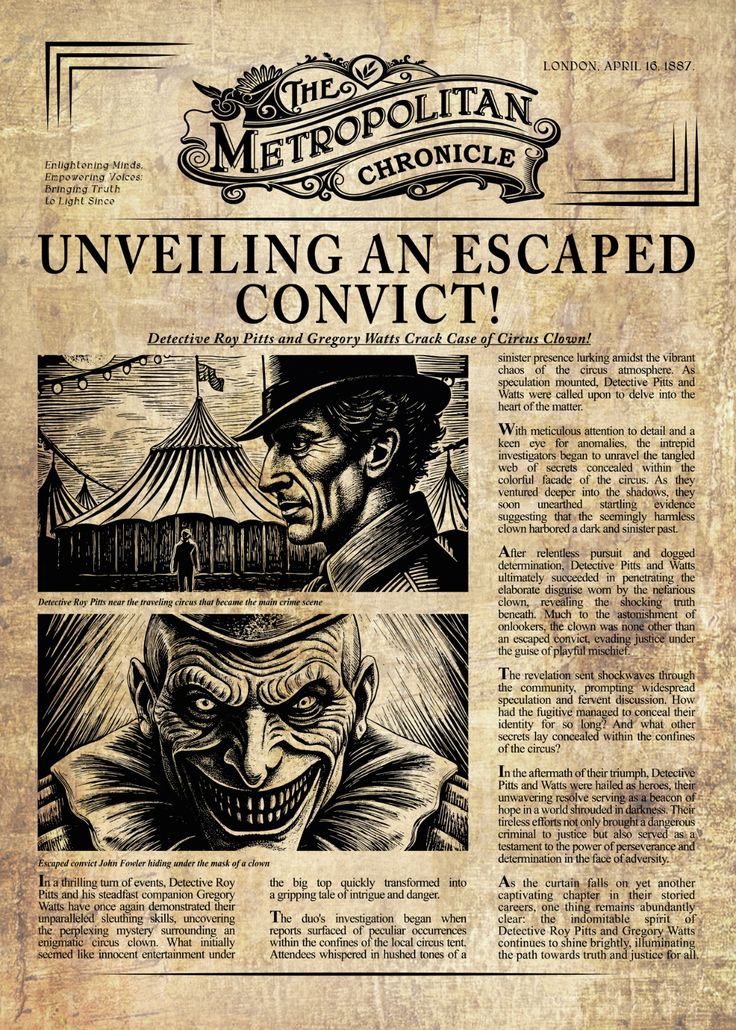 LONDON, APRIL 16, 1887.
THE
METROPOLITAN
CHRONICLE
Enlightening Minds,
Empowering Voices:
Bringing Truth
to Light Since
UNVEILING AN ESCAPED
CONVICT!
Detective Roy Pitts and Gregory Watts Crack Case of Circus Clown!
Detective Roy Pitts near the traveling circus that became the main crime scene
Escaped convict John Fowler hiding under the mask of a clown
In a thrilling turn of events, Detective Roy
Pitts and his steadfast companion Gregory
Watts have once again demonstrated their
unparalleled sleuthing skills, uncovering
the perplexing mystery surrounding an
enigmatic circus clown. What initially
seemed like innocent entertainment under
the big top quickly transformed into
a gripping tale of intrigue and danger.
The duo's investigation began when
reports surfaced of peculiar occurrences
within the confines of the local circus tent.
Attendees whispered in hushed tones of a
sinister presence lurking amidst the vibrant
chaos of the circus atmosphere. As
speculation mounted, Detective Pitts and
Watts were called upon to delve into the
heart of the matter.
With meticulous attention to detail and a
keen eye for anomalies, the intrepid
investigators began to unravel the tangled
web of secrets concealed within the
colorful facade of the circus. As they
ventured deeper into the shadows, they
soon unearthed startling evidence
suggesting that the seemingly harmless
clown harbored a dark and sinister past.
After relentless pursuit and dogged
determination, Detective Pitts and Watts
ultimately succeeded in penetrating the
elaborate disguise worn by the nefarious
clown, revealing the shocking truth
beneath. Much to the astonishment of
onlookers, the clown was none other than
an escaped convict, evading justice under
the guise of playful mischief.
The revelation sent shockwaves through
the community, prompting widespread
speculation and fervent discussion. How
had the fugitive managed to conceal their
identity for so long? And what other
secrets lay concealed within the confines
of the circus?
In the aftermath of their triumph, Detective
Pitts and Watts were hailed as heroes, their
unwavering resolve serving as a beacon of
hope in a world shrouded in darkness. Their
tireless efforts not only brought a dangerous
criminal to justice but also served as a
testament to the power of perseverance and
determination in the face of adversity.
As the curtain falls on yet another
captivating chapter in their storied
careers, one thing remains abundantly
clear: the indomitable spirit of
Detective Roy Pitts and Gregory Watts
continues to shine brightly, illuminating
the path towards truth and justice for all.